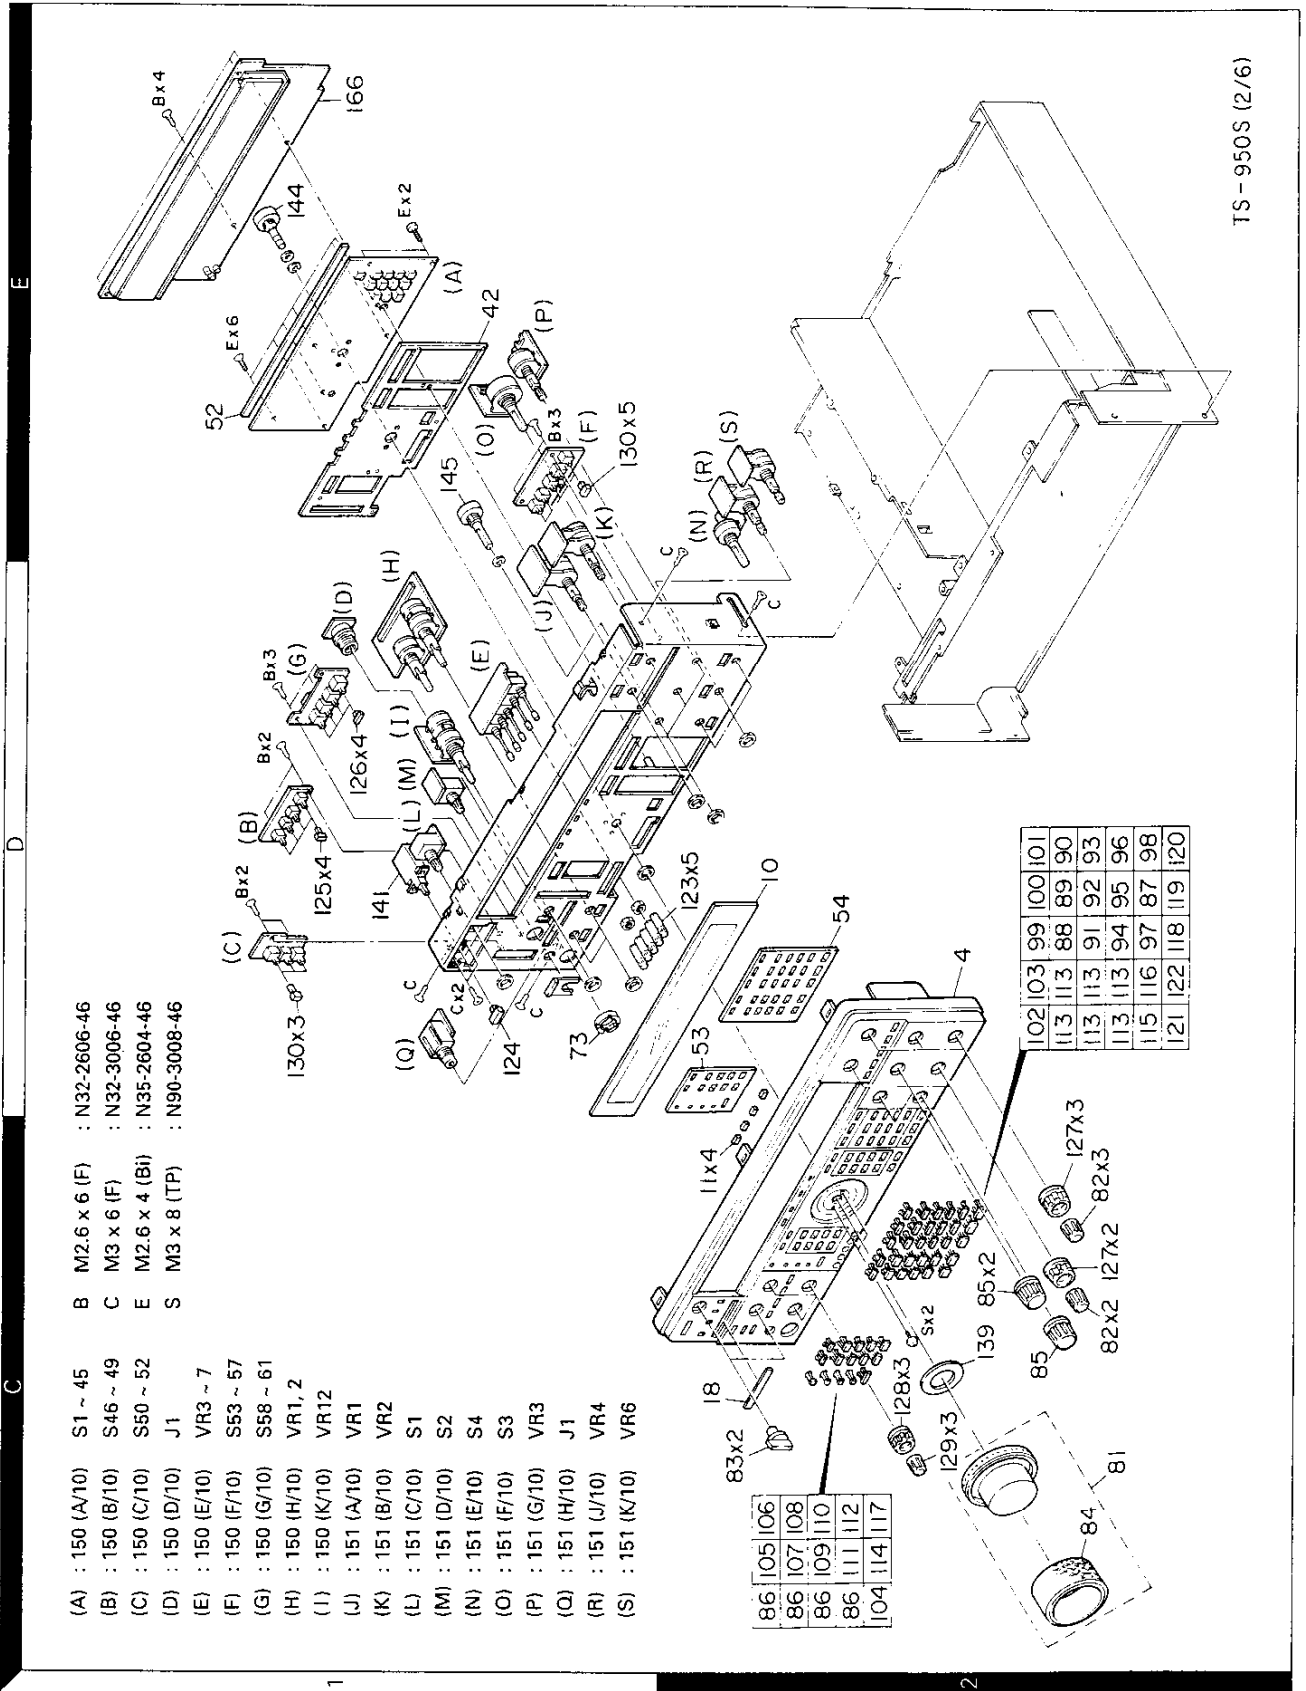 C
D
E
1
2
(A) : 150 (A/10) S1 ~ 45
(B) : 150 (B/10) S46 ~ 49
(C) : 150 (C/10) S50 ~ 52
(D) : 150 (D/10) J1
(E) : 150 (E/10) VR3 ~ 7
(F) : 150 (F/10) S53 ~ 57
(G) : 150 (G/10) S58 ~ 61
(H) : 150 (H/10) VR1, 2
(I) : 150 (K/10) VR12
(J) : 151 (A/10) VR1
(K) : 151 (B/10) VR2
(L) : 151 (C/10) S1
(M) : 151 (D/10) S2
(N) : 151 (E/10) S4
(O) : 151 (F/10) S3
(P) : 151 (G/10) VR3
(Q) : 151 (H/10) J1
(R) : 151 (J/10) VR4
(S) : 151 (K/10) VR6
B M2.6 x 6 (F) : N32-2606-46
C M3 x 6 (F) : N32-3006-46
E M2.6 x 4 (Bi) : N35-2604-46
S M3 x 8 (TP) : N90-3008-46
Bx4
166
144
Ex2
Ex6
52
(A)
42
(P)
(O)
Bx3
(F)
130x5
145
(K)
(J)
(S)
(R)
(N)
C
C
(H)
(D)
(G)
Bx3
(E)
(I)
126x4
Bx2
(B)
(M)
(L)
125x4
141
Bx2
(C)
130x3
C
Cx2
C
(Q)
124
73
123x5
10
54
53
4
11x4
18
83x2
128x3
129x3
139
Sx2
85x2
85
127x3
82x3
127x2
82x2
81
84
86 105 106
86 107 108
86 109 110
86 111 112
104 114 117
102 103 99 100 101
113 113 88 89 90
113 113 91 92 93
113 113 94 95 96
115 116 97 87 98
121 122 118 119 120
TS-950S (2/6)